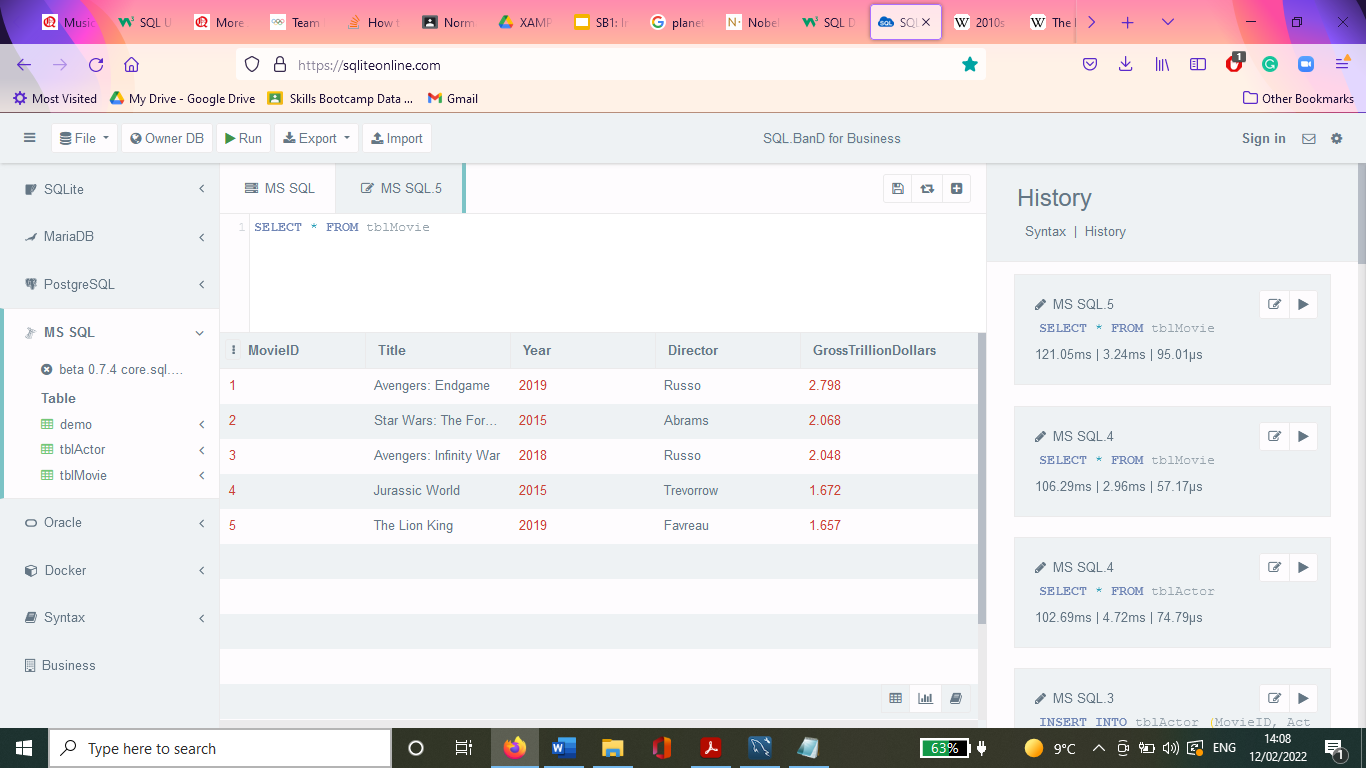 Music
SQL U
More
Team
How t
Norm
XAMP
SB1: I
planet
Nobel
SQL D
SQL
2010s
The
https://sqliteonline.com
1
Most Visited
My Drive - Google Drive
Skills Bootcamp Data ...
Gmail
Other Bookmarks
File
Owner DB
Run
Export
Import
SQL.BanD for Business
Sign in
SQLite
MariaDB
PostgreSQL
MS SQL
beta 0.7.4 core.sql....
Table
demo
tblActor
tblMovie
Oracle
Docker
Syntax
Business
MS SQL
MS SQL.5
1 SELECT * FROM tblMovie
MovieID Title Year Director GrossTrillionDollars
1 Avengers: Endgame 2019 Russo 2.798
2 Star Wars: The For... 2015 Abrams 2.068
3 Avengers: Infinity War 2018 Russo 2.048
4 Jurassic World 2015 Trevorrow 1.672
5 The Lion King 2019 Favreau 1.657
History
Syntax | History
MS SQL.5
SELECT * FROM tblMovie
121.05ms | 3.24ms | 95.01µs
MS SQL.4
SELECT * FROM tblMovie
106.29ms | 2.96ms | 57.17µs
MS SQL.4
SELECT * FROM tblActor
102.69ms | 4.72ms | 74.79µs
MS SQL.3
INSERT INTO tblActor (MovieID, Act
Type here to search
63%
9°C
ENG
14:08
12/02/2022
1